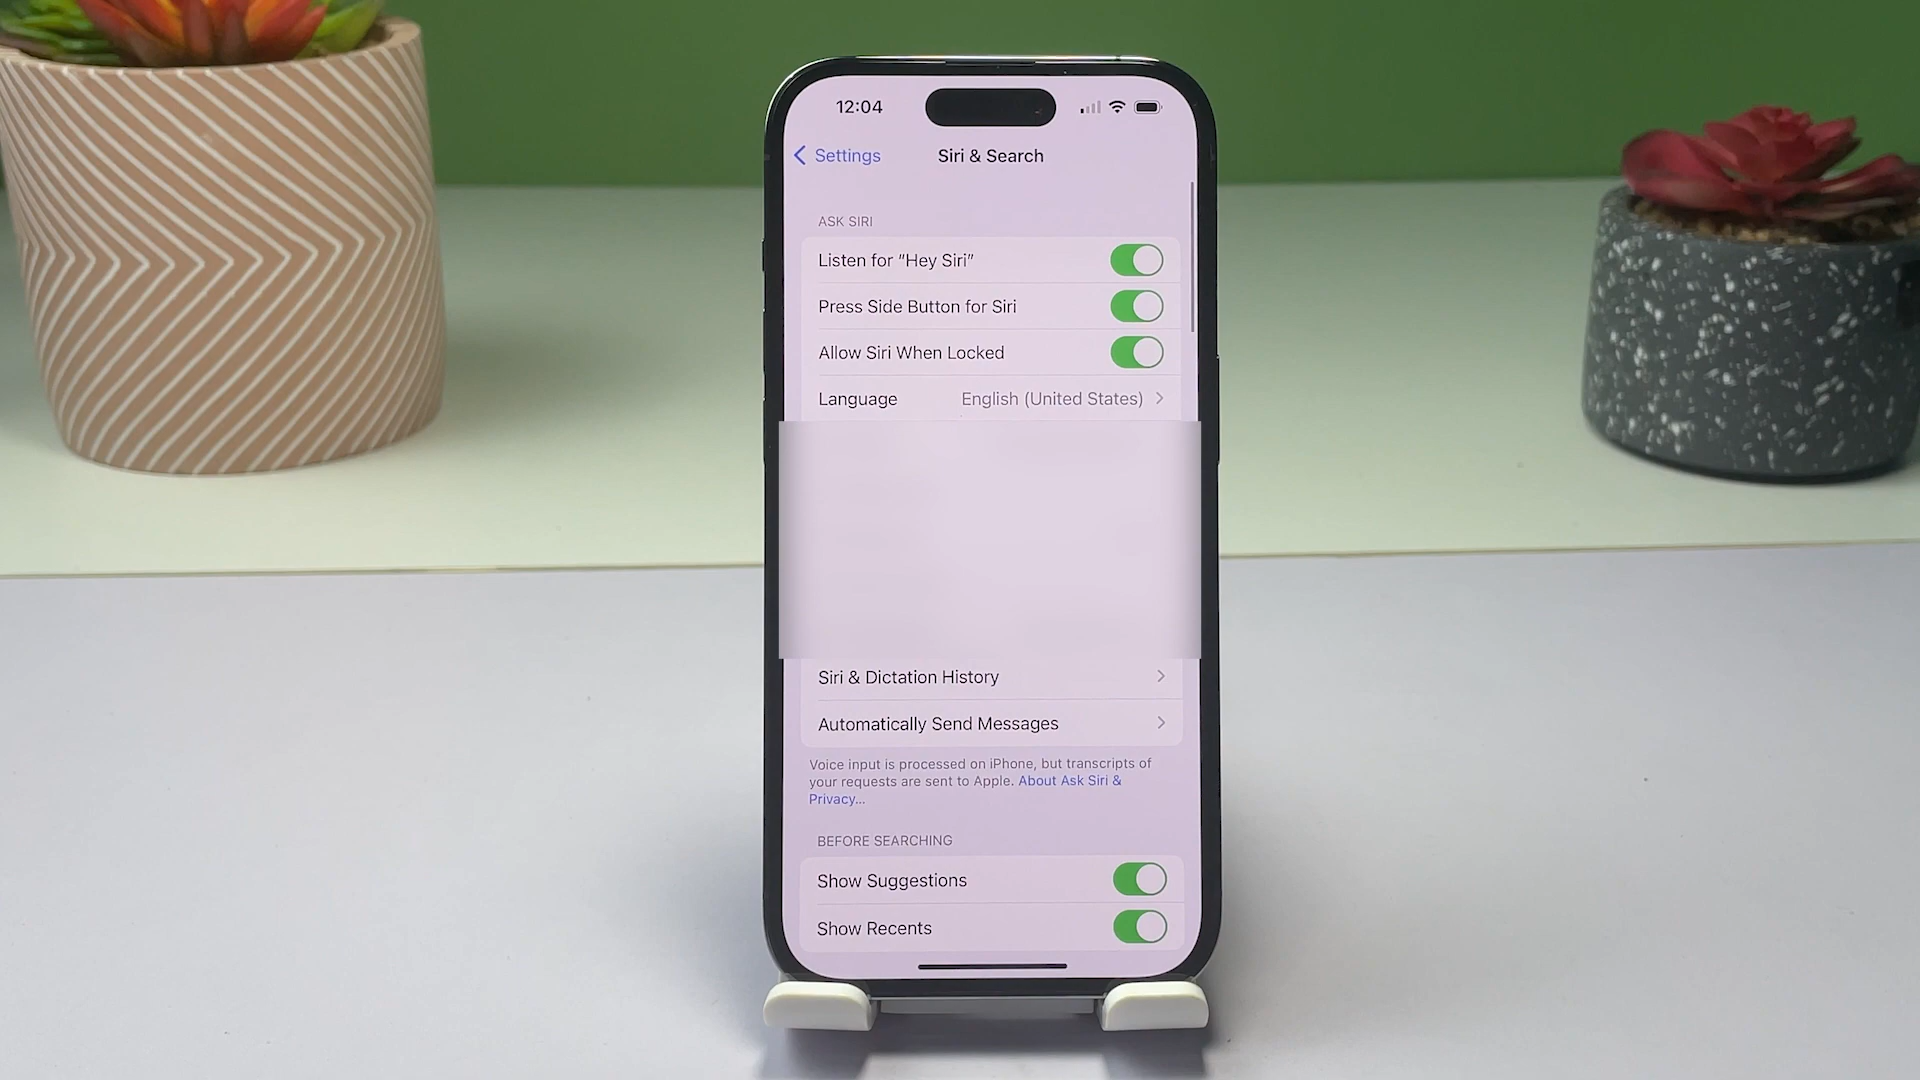 12:04
Settings
Siri & Search
ASK SIRI
Listen for "Hey Siri"
Press Side Button for Siri
Allow Siri When Locked
Language English (United States)
Siri & Dictation History
Automatically Send Messages
Voice input is processed on iPhone, but transcripts of
your requests are sent to Apple. About Ask Siri &
Privacy...
BEFORE SEARCHING
Show Suggestions
Show Recents